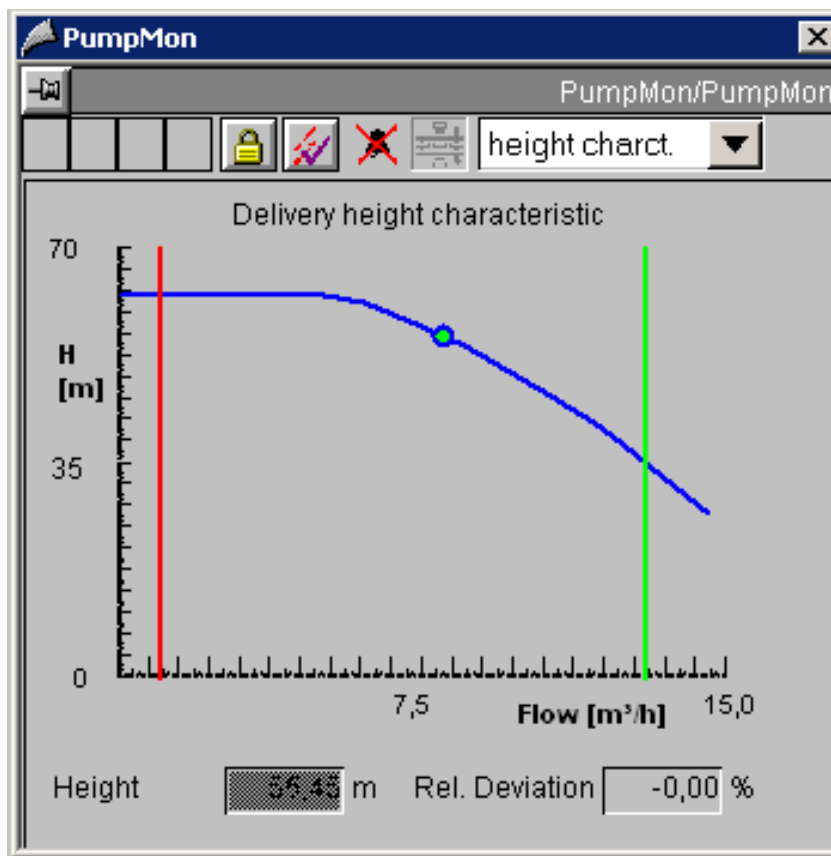 PumpMon
PumpMon/PumpMon
height charct.
Delivery height characteristic
70
H
[m]
35
0
7,5
Flow [m³/h]
15,0
Height
m
Rel. Deviation
-0,00
%